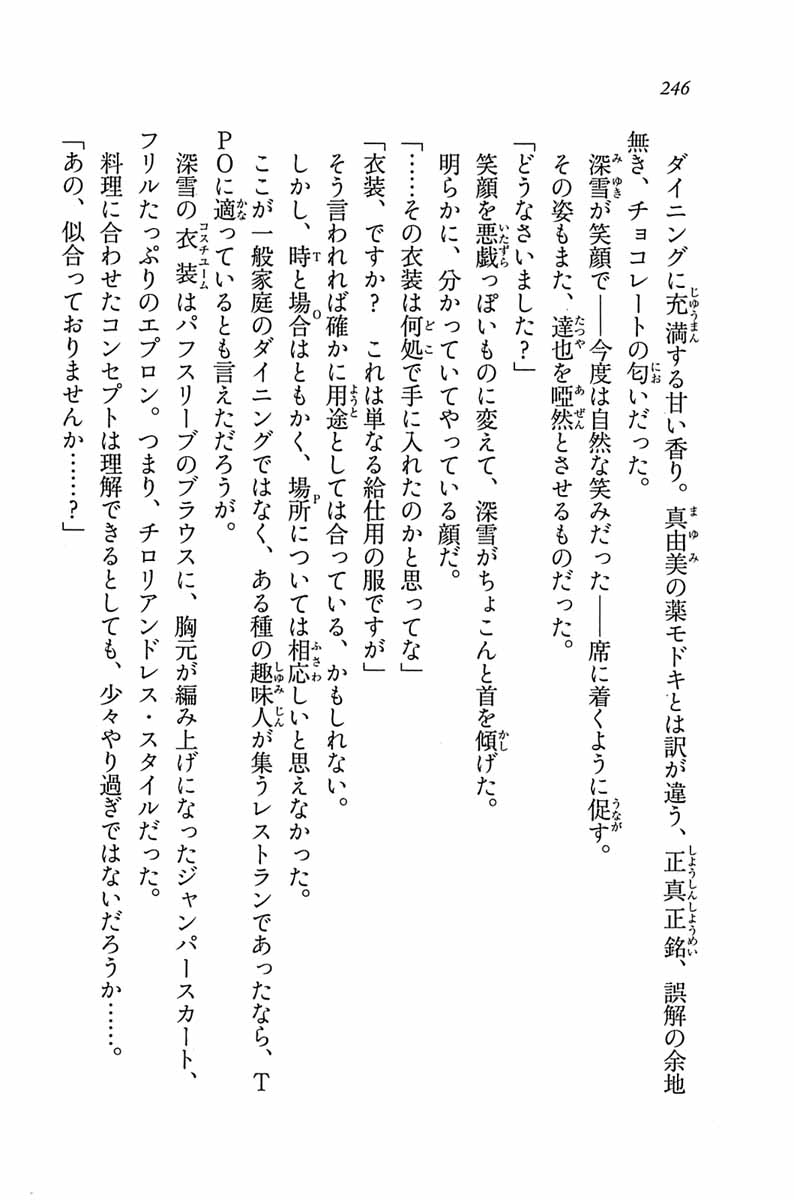 246
ダイニングに充満する甘い香り。真由美の薬モドキとは訳が違う、正真正銘、誤解の余地
無き、チョコレートの匂いだった。
深雪が笑顔で――今度は自然な笑みだった――席に着くように促す。
その姿もまた、達也を啞然とさせるものだった。
「どうなさいました？」
笑顔を悪戯っぽいものに変えて、深雪がちょこんと首を傾げた。
明らかに、分かっていてやっている顔だ。
「……その衣装は何処で手に入れたのかと思ってな」
「衣装、ですか？　これは単なる給仕用の服ですが」
そう言われれば確かに用途としては合っている、かもしれない。
しかし、時と場合はともかく、場所については相応しいと思えなかった。
ここが一般家庭のダイニングではなく、ある種の趣味人が集うレストランであったなら、Ｔ
ＰＯに適っているとも言えただろうが。
深雪の衣装はパフスリーブのブラウスに、胸元が編み上げになったジャンパースカート、
フリルたっぷりのエプロン。つまり、チロリアンドレス・スタイルだった。
料理に合わせたコンセプトは理解できるとしても、少々やり過ぎではないだろうか……。
「あの、似合っておりませんか……？」